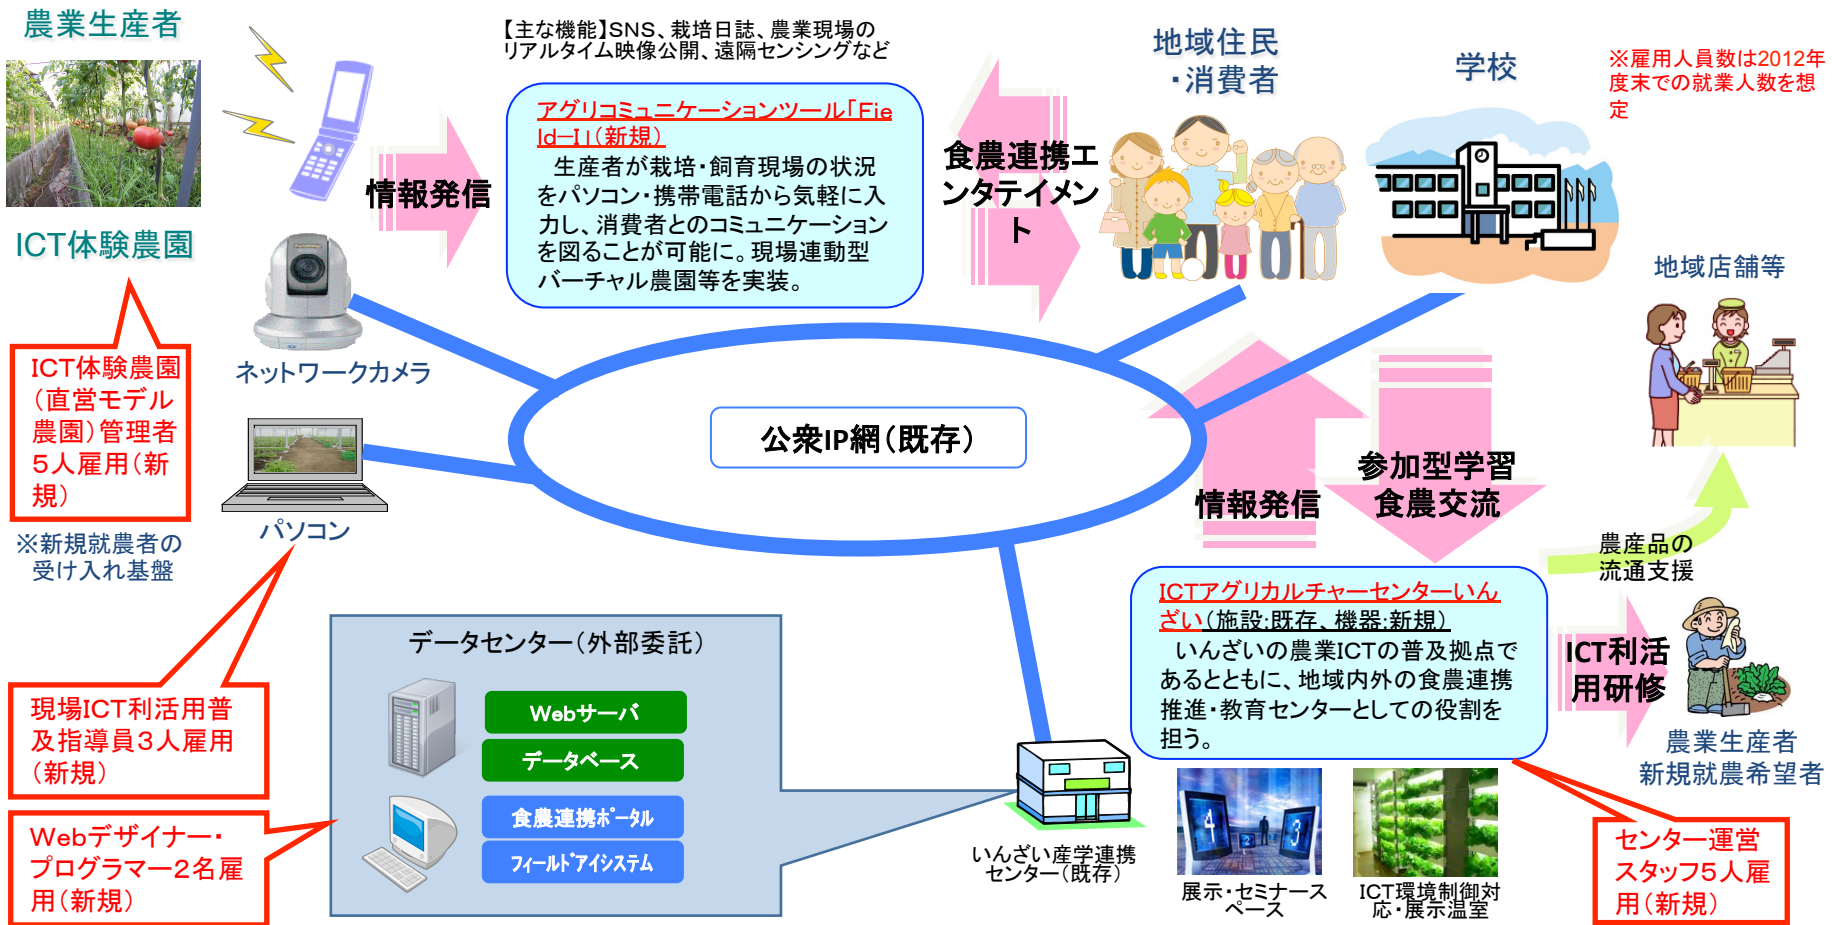 農業生産者
【主な機能】SNS、栽培日誌、農業現場の
リアルタイム映像公開、遠隔センシングなど
地域住民
・消費者
学校
※雇用人員数は2012年
度末での就業人数を想
定
アグリコミュニケーションツール「Fie
ld－I」（新規）
生産者が栽培・飼育現場の状況
をパソコン・携帯電話から気軽に入
力し、消費者とのコミュニケーション
を図ることが可能に。現場連動型
バーチャル農園等を実装。
情報発信
食農連携エ
ンタテイメン
ト
ICT体験農園
地域店舗等
ICT体験農園
（直営モデル
農園）管理者
５人雇用（新
規）
ネットワークカメラ
公衆IP網（既存）
パソコン
※新規就農者の
受け入れ基盤
情報発信
参加型学習
食農交流
農産品の
流通支援
ICTアグリカルチャーセンターいん
ざい（施設:既存、機器:新規）
いんざいの農業ICTの普及拠点で
あるとともに、地域内外の食農連携
推進・教育センターとしての役割を
担う。
ICT利活
用研修
農業生産者
新規就農希望者
データセンター（外部委託）
Webサーバ
データベース
食農連携ﾎﾟｰﾀﾙ
ﾌｨｰﾙﾄﾞｱｲｼｽﾃﾑ
現場ICT利活用普
及指導員３人雇用
（新規）
Webデザイナー・
プログラマー2名雇
用（新規）
いんざい産学連携
センター（既存）
展示・セミナース
ペース
ICT環境制御対
応・展示温室
センター運営
スタッフ5人雇
用（新規）